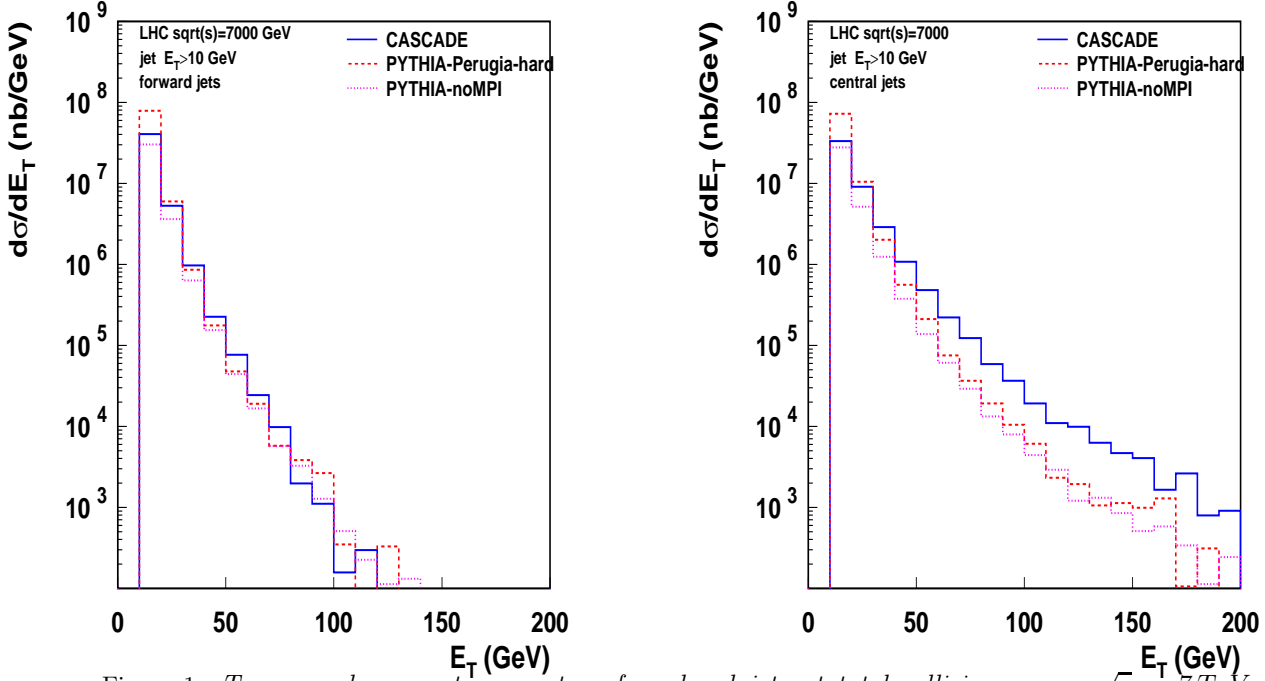 dσ/dE_T (nb/GeV)
10^9
10^8
10^7
10^6
10^5
10^4
10^3
LHC sqrt(s)=7000 GeV
jet E_T>10 GeV
forward jets
CASCADE
PYTHIA-Perugia-hard
PYTHIA-noMPI
0 50 100 150 200
E_T (GeV)
dσ/dE_T (nb/GeV)
10^9
10^8
10^7
10^6
10^5
10^4
10^3
LHC sqrt(s)=7000
jet E_T>10 GeV
central jets
CASCADE
PYTHIA-Perugia-hard
PYTHIA-noMPI
0 50 100 150 200
E_T (GeV)